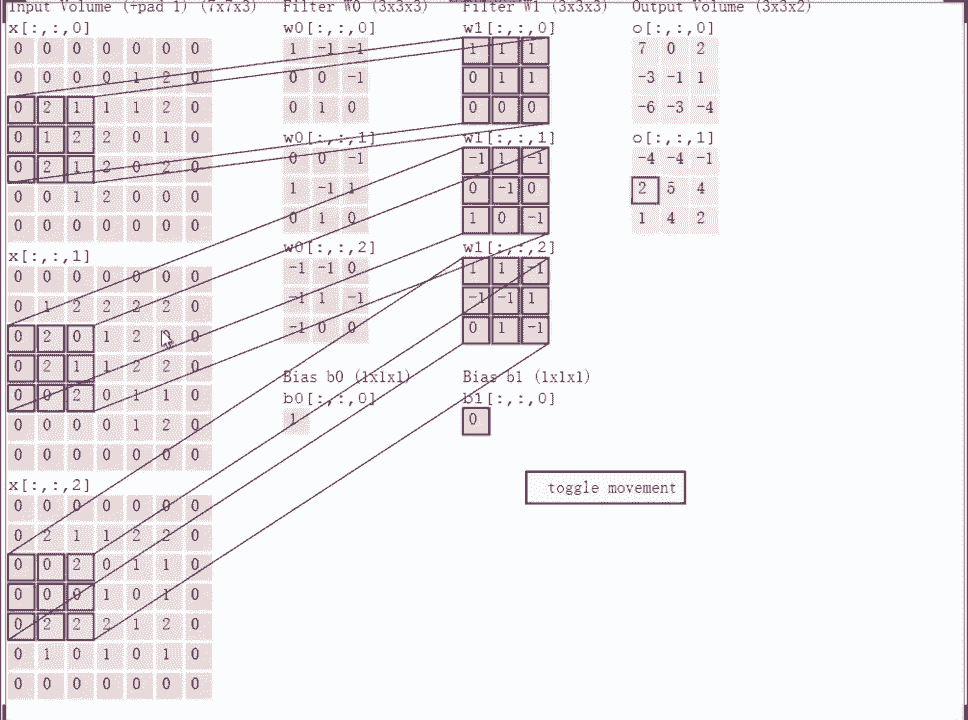 Input Volume (+pad 1) (7x7x3)
x[:,:,0]
0 0 0 0 0 0 0
0 0 0 0 1 2 0
0 2 1 1 1 2 0
0 1 2 2 0 1 0
0 2 1 2 0 2 0
0 0 1 2 0 0 0
0 0 0 0 0 0 0
x[:,:,1]
0 0 0 0 0 0 0
0 1 2 2 2 2 0
0 2 0 1 2 0
0 2 1 1 2 2 0
0 0 2 0 1 1 0
0 0 0 0 1 2 0
0 0 0 0 0 0 0
x[:,:,2]
0 0 0 0 0 0 0
0 2 1 1 2 2 0
0 0 2 0 1 1 0
0 0 0 1 0 1 0
0 2 2 2 1 2 0
0 1 0 1 0 1 0
0 0 0 0 0 0 0
Filter W0 (3x3x3)
w0[:,:,0]
1 -1 -1
0 0 -1
0 1 0
w0[:,:,1]
0 0 -1
1 -1 1
0 1 0
w0[:,:,2]
-1 -1 0
-1 1 -1
-1 0 0
Bias b0 (1x1x1)
b0[:,:,0]
1
Filter W1 (3x3x3)
w1[:,:,0]
1 1 1
0 1 1
0 0 0
w1[:,:,1]
-1 1 -1
0 -1 0
1 0 -1
w1[:,:,2]
1 1 -1
-1 -1 1
0 1 -1
Bias b1 (1x1x1)
b1[:,:,0]
0
Output Volume (3x3x2)
o[:,:,0]
7 0 2
-3 -1 1
-6 -3 -4
o[:,:,1]
-4 -4 -1
2 5 4
1 4 2
toggle movement